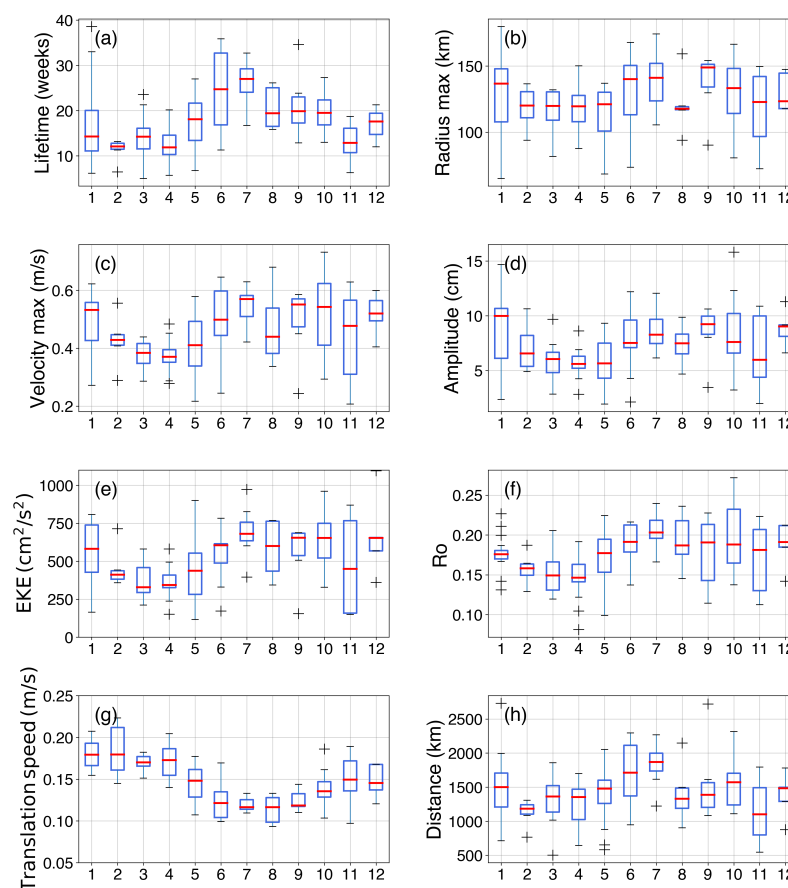 (a)
Lifetime (weeks)
40
30
20
10
1 2 3 4 5 6 7 8 9 10 11 12
(b)
Radius max (km)
150
100
1 2 3 4 5 6 7 8 9 10 11 12
(c)
Velocity max (m/s)
0.6
0.4
0.2
1 2 3 4 5 6 7 8 9 10 11 12
(d)
Amplitude (cm)
15
10
5
1 2 3 4 5 6 7 8 9 10 11 12
(e)
EKE (cm²/s²)
1000
750
500
250
0
1 2 3 4 5 6 7 8 9 10 11 12
(f)
Ro
0.25
0.20
0.15
0.10
1 2 3 4 5 6 7 8 9 10 11 12
(g)
Translation speed (m/s)
0.25
0.20
0.15
0.10
0.05
1 2 3 4 5 6 7 8 9 10 11 12
(h)
Distance (km)
2500
2000
1500
1000
500
1 2 3 4 5 6 7 8 9 10 11 12